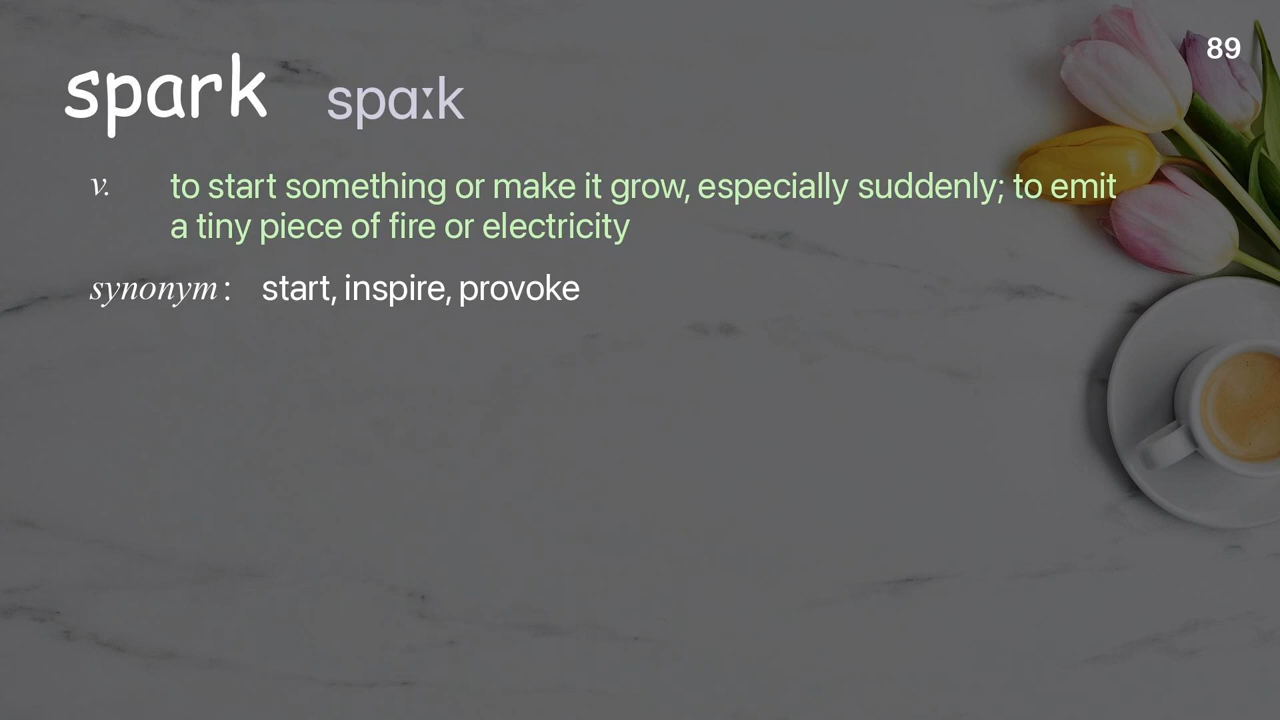 89
spark spɑːk
v. to start something or make it grow, especially suddenly; to emit
a tiny piece of fire or electricity
synonym : start, inspire, provoke